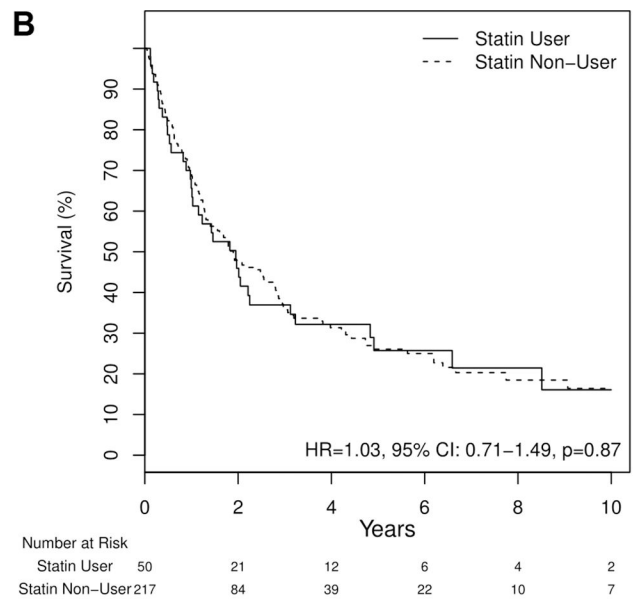 B
Statin User
Statin Non−User
Survival (%)
90
80
70
60
50
40
30
20
10
0
HR=1.03, 95% CI: 0.71−1.49, p=0.87
0 2 4 6 8 10
Years
Number at Risk
Statin User 50 21 12 6 4 2
Statin Non−User 217 84 39 22 10 7